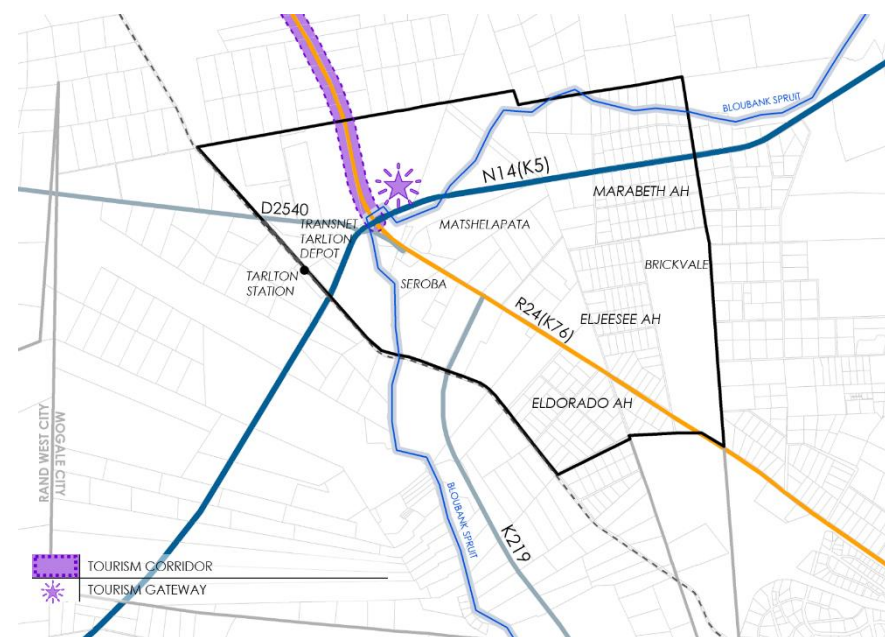 BLOUBANK SPRUIT
N14(K5)
MARABETH AH
D2540
TRANSNET
TARLTON
DEPOT
MATSHELAPATA
BRICKVALE
TARLTON
STATION
SEROBA
R24(K76)
ELJEESEE AH
ELDORADO AH
RAND WEST CITY
MOGALE CITY
BLOUBANK SPRUIT
K219
TOURISM CORRIDOR
TOURISM GATEWAY